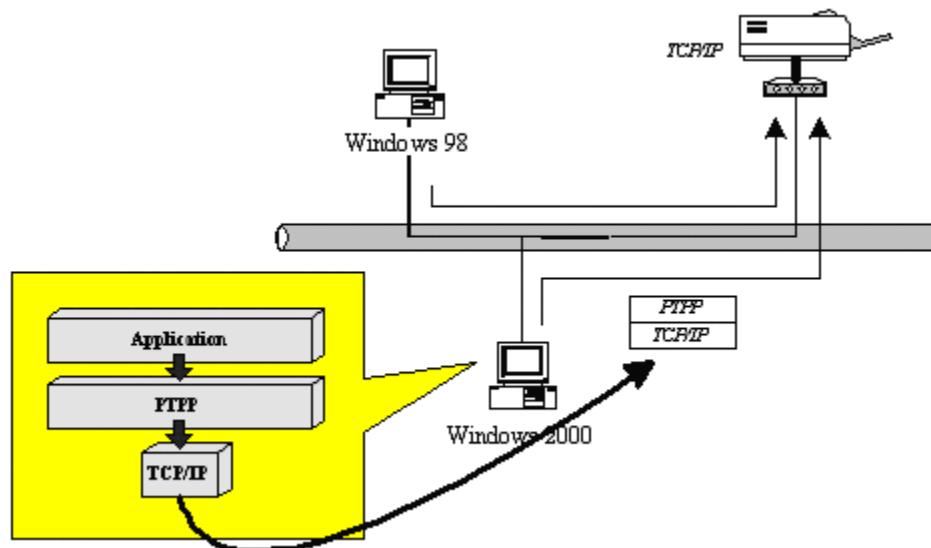 TCP/IP
Windows 98
PTPP
TCP/IP
Application
PTPP
TCP/IP
Windows 2000